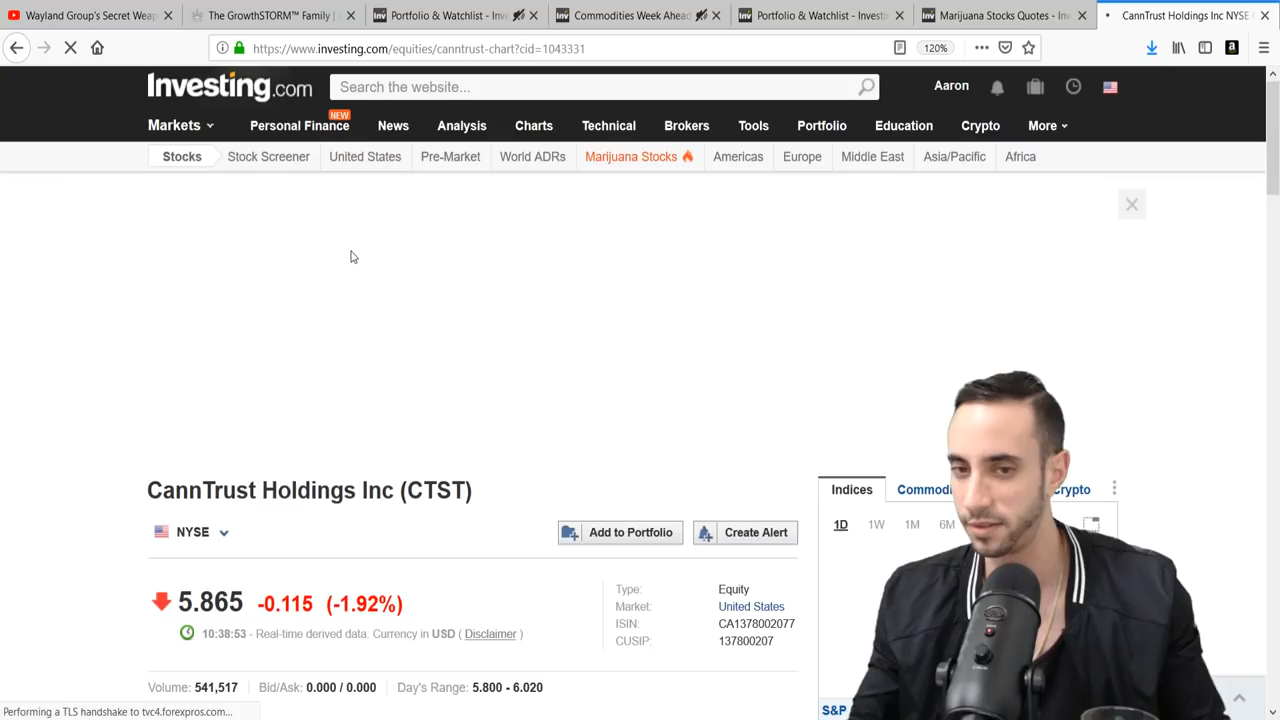 Wayland Group's Secret Weap
The GrowthSTORM™ Family |
Portfolio & Watchlist - Inve
Commodities Week Ahead
Portfolio & Watchlist - Investi
Marijuana Stocks Quotes - Inv
CannTrust Holdings Inc NYSE
https://www.investing.com/equities/canntrust-chart?cid=1043331
120%
Investing.com
Search the website...
Aaron
Markets
NEW
Personal Finance
News
Analysis
Charts
Technical
Brokers
Tools
Portfolio
Education
Crypto
More
Stocks
Stock Screener
United States
Pre-Market
World ADRs
Marijuana Stocks
Americas
Europe
Middle East
Asia/Pacific
Africa
CannTrust Holdings Inc (CTST)
NYSE
Add to Portfolio
Create Alert
Indices
Commod
rypto
1D 1W 1M 6M
5.865 -0.115 (-1.92%)
10:38:53 - Real-time derived data. Currency in USD ( Disclaimer )
Type: Equity
Market: United States
ISIN: CA1378002077
CUSIP: 137800207
Volume: 541,517 Bid/Ask: 0.000 / 0.000 Day's Range: 5.800 - 6.020
S&P
Performing a TLS handshake to tvc4.forexpros.com...